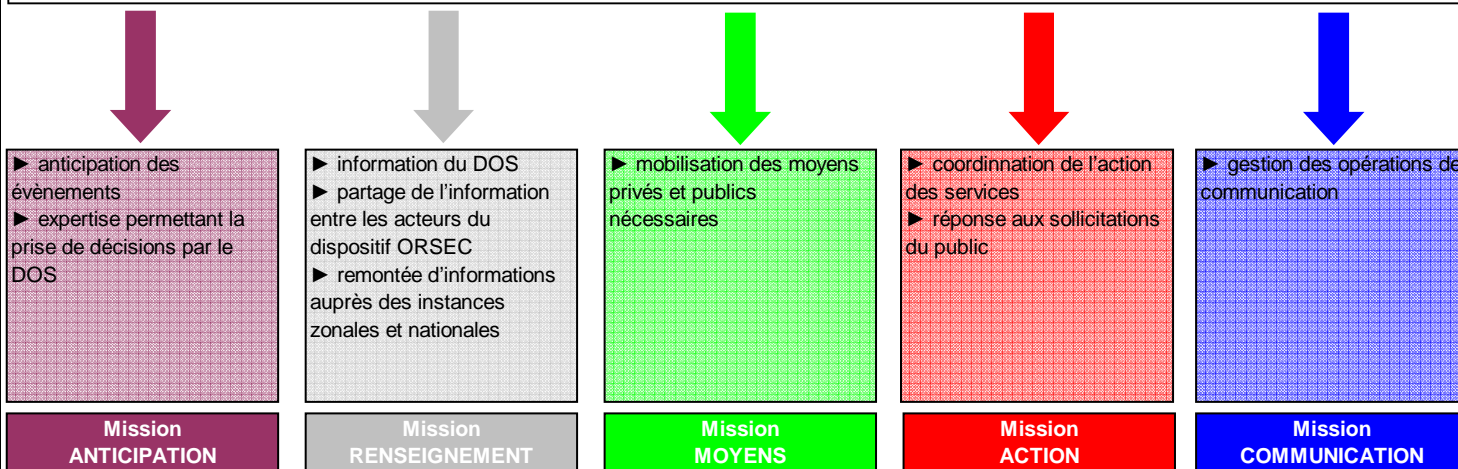 ► anticipation des
évènements
► expertise permettant la
prise de décisions par le
DOS
► information du DOS
► partage de l'information
entre les acteurs du
dispositif ORSEC
► remontée d'informations
auprès des instances
zonales et nationales
► mobilisation des moyens
privés et publics
nécessaires
► coordinnation de l'action
des services
► réponse aux sollicitations
du public
► gestion des opérations de
communication
Mission
ANTICIPATION
Mission
RENSEIGNEMENT
Mission
MOYENS
Mission
ACTION
Mission
COMMUNICATION